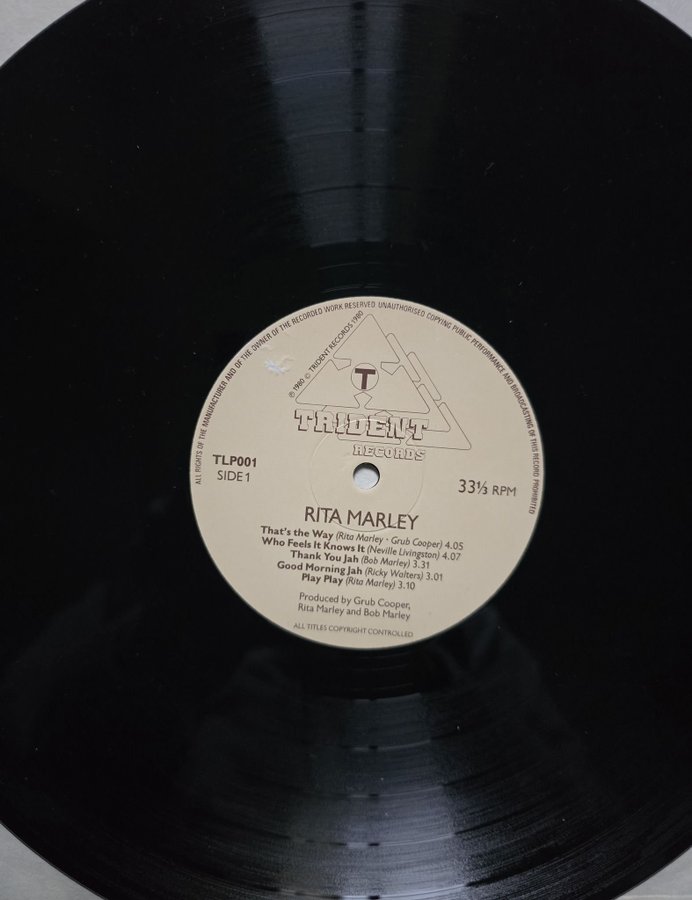 ALL RIGHTS OF THE MANUFACTURER AND OF THE OWNER OF THE RECORDED WORK RESERVED UNAUTHORISED COPYING PUBLIC PERFORMANCE AND BROADCASTING OF THIS RECORD PROHIBITED
℗ 1980 © TRIDENT RECORDS 1980
T
TRIDENT
RECORDS
TLP001
SIDE 1
33⅓ RPM
RITA MARLEY
That's the Way (Rita Marley · Grub Cooper) 4.05
Who Feels It Knows It (Neville Livingston) 4.07
Thank You Jah (Bob Marley) 3.31
Good Morning Jah (Ricky Walters) 3.01
Play Play (Rita Marley) 3.10
Produced by Grub Cooper,
Rita Marley and Bob Marley
ALL TITLES COPYRIGHT CONTROLLED